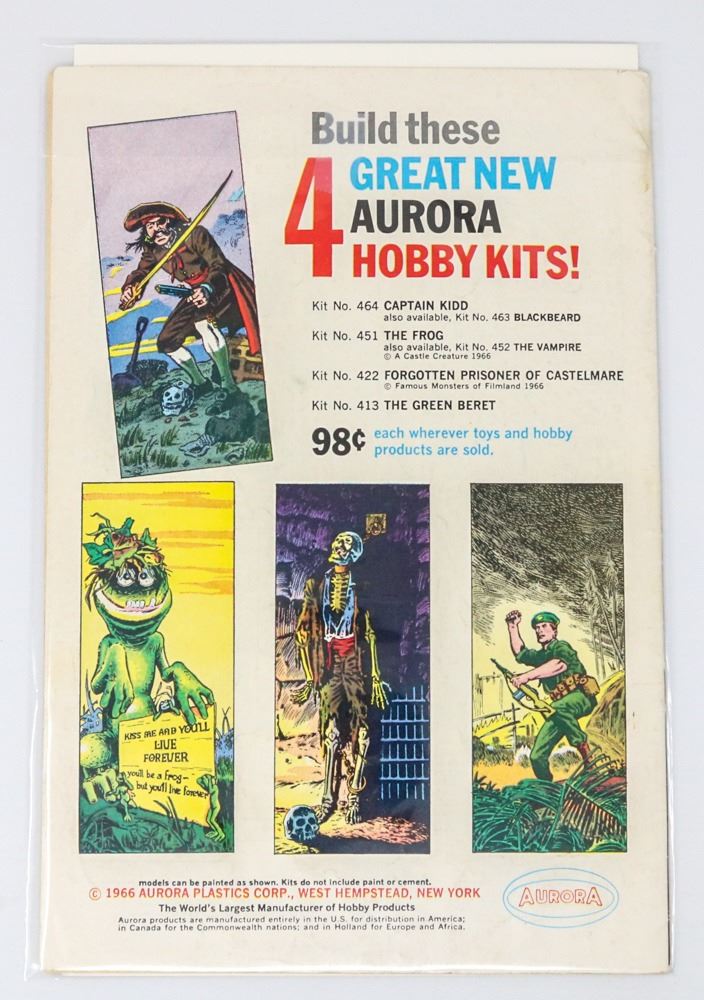 Build these
4 GREAT NEW
AURORA
HOBBY KITS!
Kit No. 464 CAPTAIN KIDD
also available, Kit No. 463 BLACKBEARD
Kit No. 451 THE FROG
also available, Kit No. 452 THE VAMPIRE
© A Castle Creature 1966
Kit No. 422 FORGOTTEN PRISONER OF CASTELMARE
© Famous Monsters of Filmland 1966
Kit No. 413 THE GREEN BERET
98¢ each wherever toys and hobby
products are sold.
KISS ME AND YOU'LL
LIVE
FOREVER
you'll be a frog-
but you'll live forever
models can be painted as shown. Kits do not include paint or cement.
© 1966 AURORA PLASTICS CORP., WEST HEMPSTEAD, NEW YORK
The World's Largest Manufacturer of Hobby Products
Aurora products are manufactured entirely in the U.S. for distribution in America;
in Canada for the Commonwealth nations; and in Holland for Europe and Africa.
AURORA